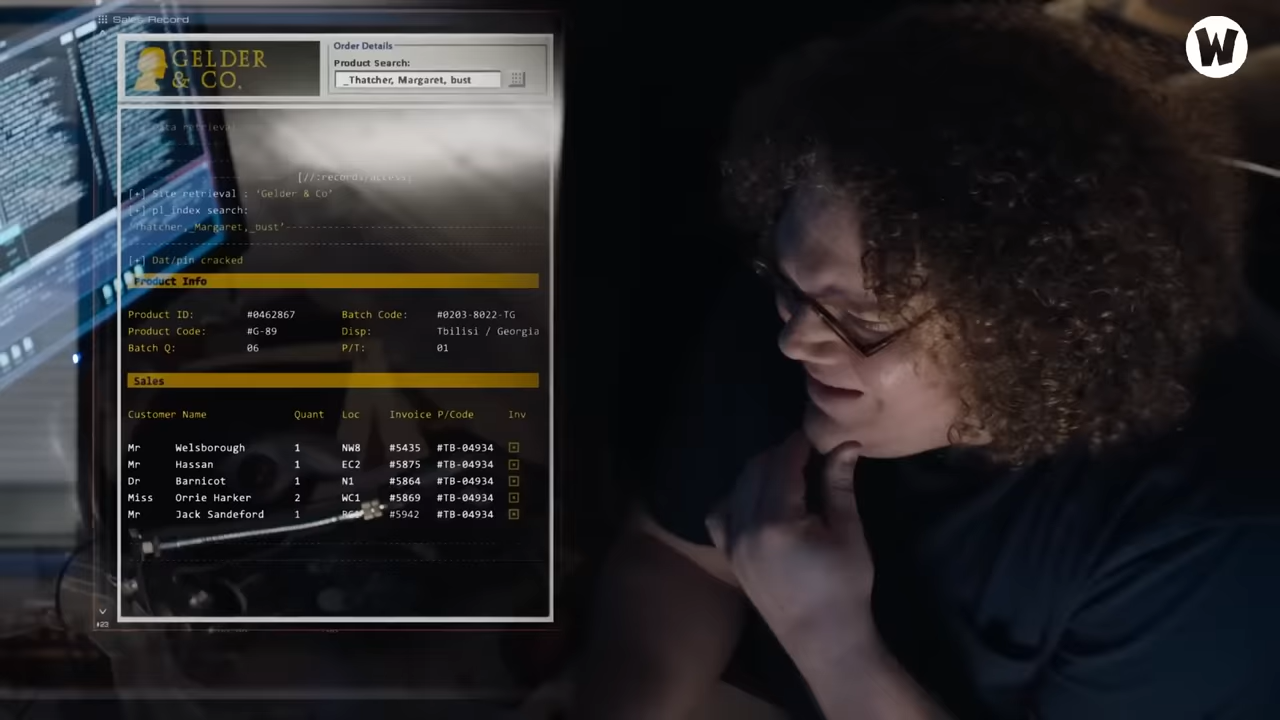 Sales Record
GELDER
& CO.
Order Details
Product Search:
_Thatcher, Margaret, bust
[//:records/access]
[+] Site retrieval : 'Gelder & Co'
[+] pi_index search:
'Thatcher,_Margaret,_bust'
[+] Dat/pin cracked
Product Info
Product ID: #0462867 Batch Code: #0203-8022-TG
Product Code: #G-89 Disp: Tbilisi / Georgia
Batch Q: 06 P/T: 01
Sales
Customer Name Quant Loc Invoice P/Code Inv
Mr Welsborough 1 NW8 #5435 #TB-04934
Mr Hassan 1 EC2 #5875 #TB-04934
Dr Barnicot 1 N1 #5864 #TB-04934
Miss Orrie Harker 2 WC1 #5869 #TB-04934
Mr Jack Sandeford 1 #5942 #TB-04934
W